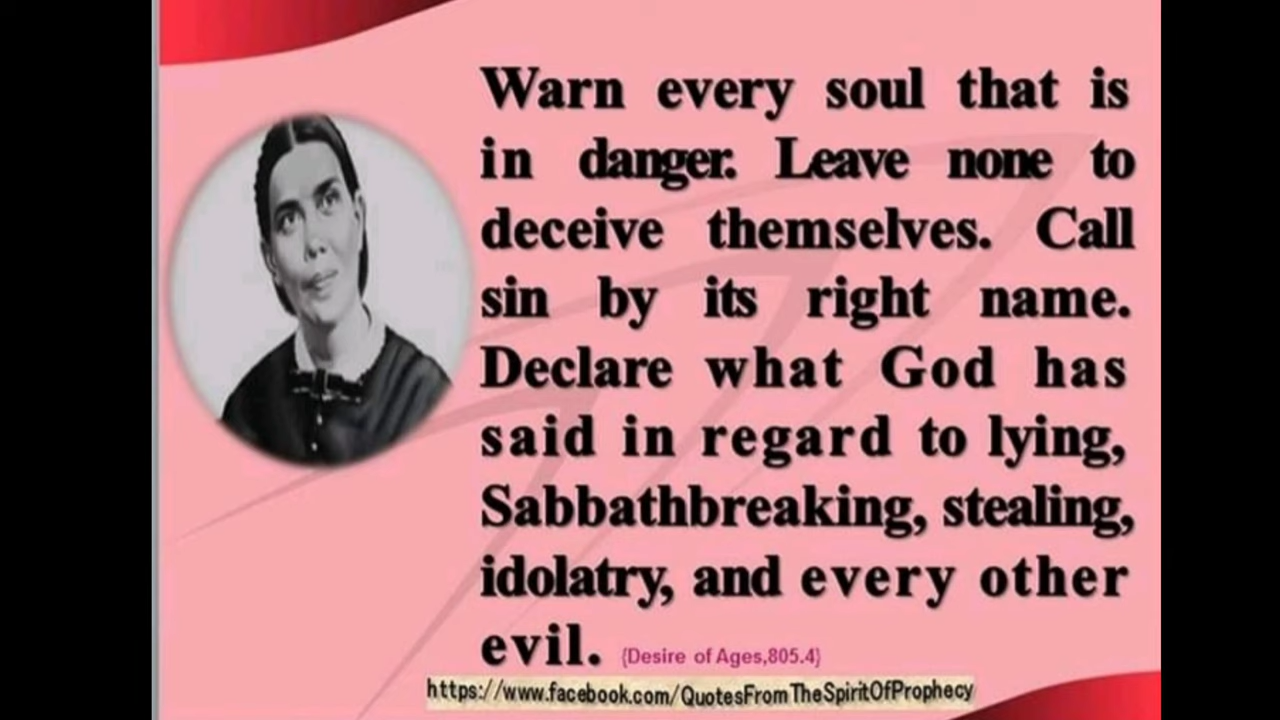 Warn every soul that is
in danger. Leave none to
deceive themselves. Call
sin by its right name.
Declare what God has
said in regard to lying,
Sabbathbreaking, stealing,
idolatry, and every other
evil. {Desire of Ages,805.4}
https://www.facebook.com/QuotesFromTheSpiritOfProphecy